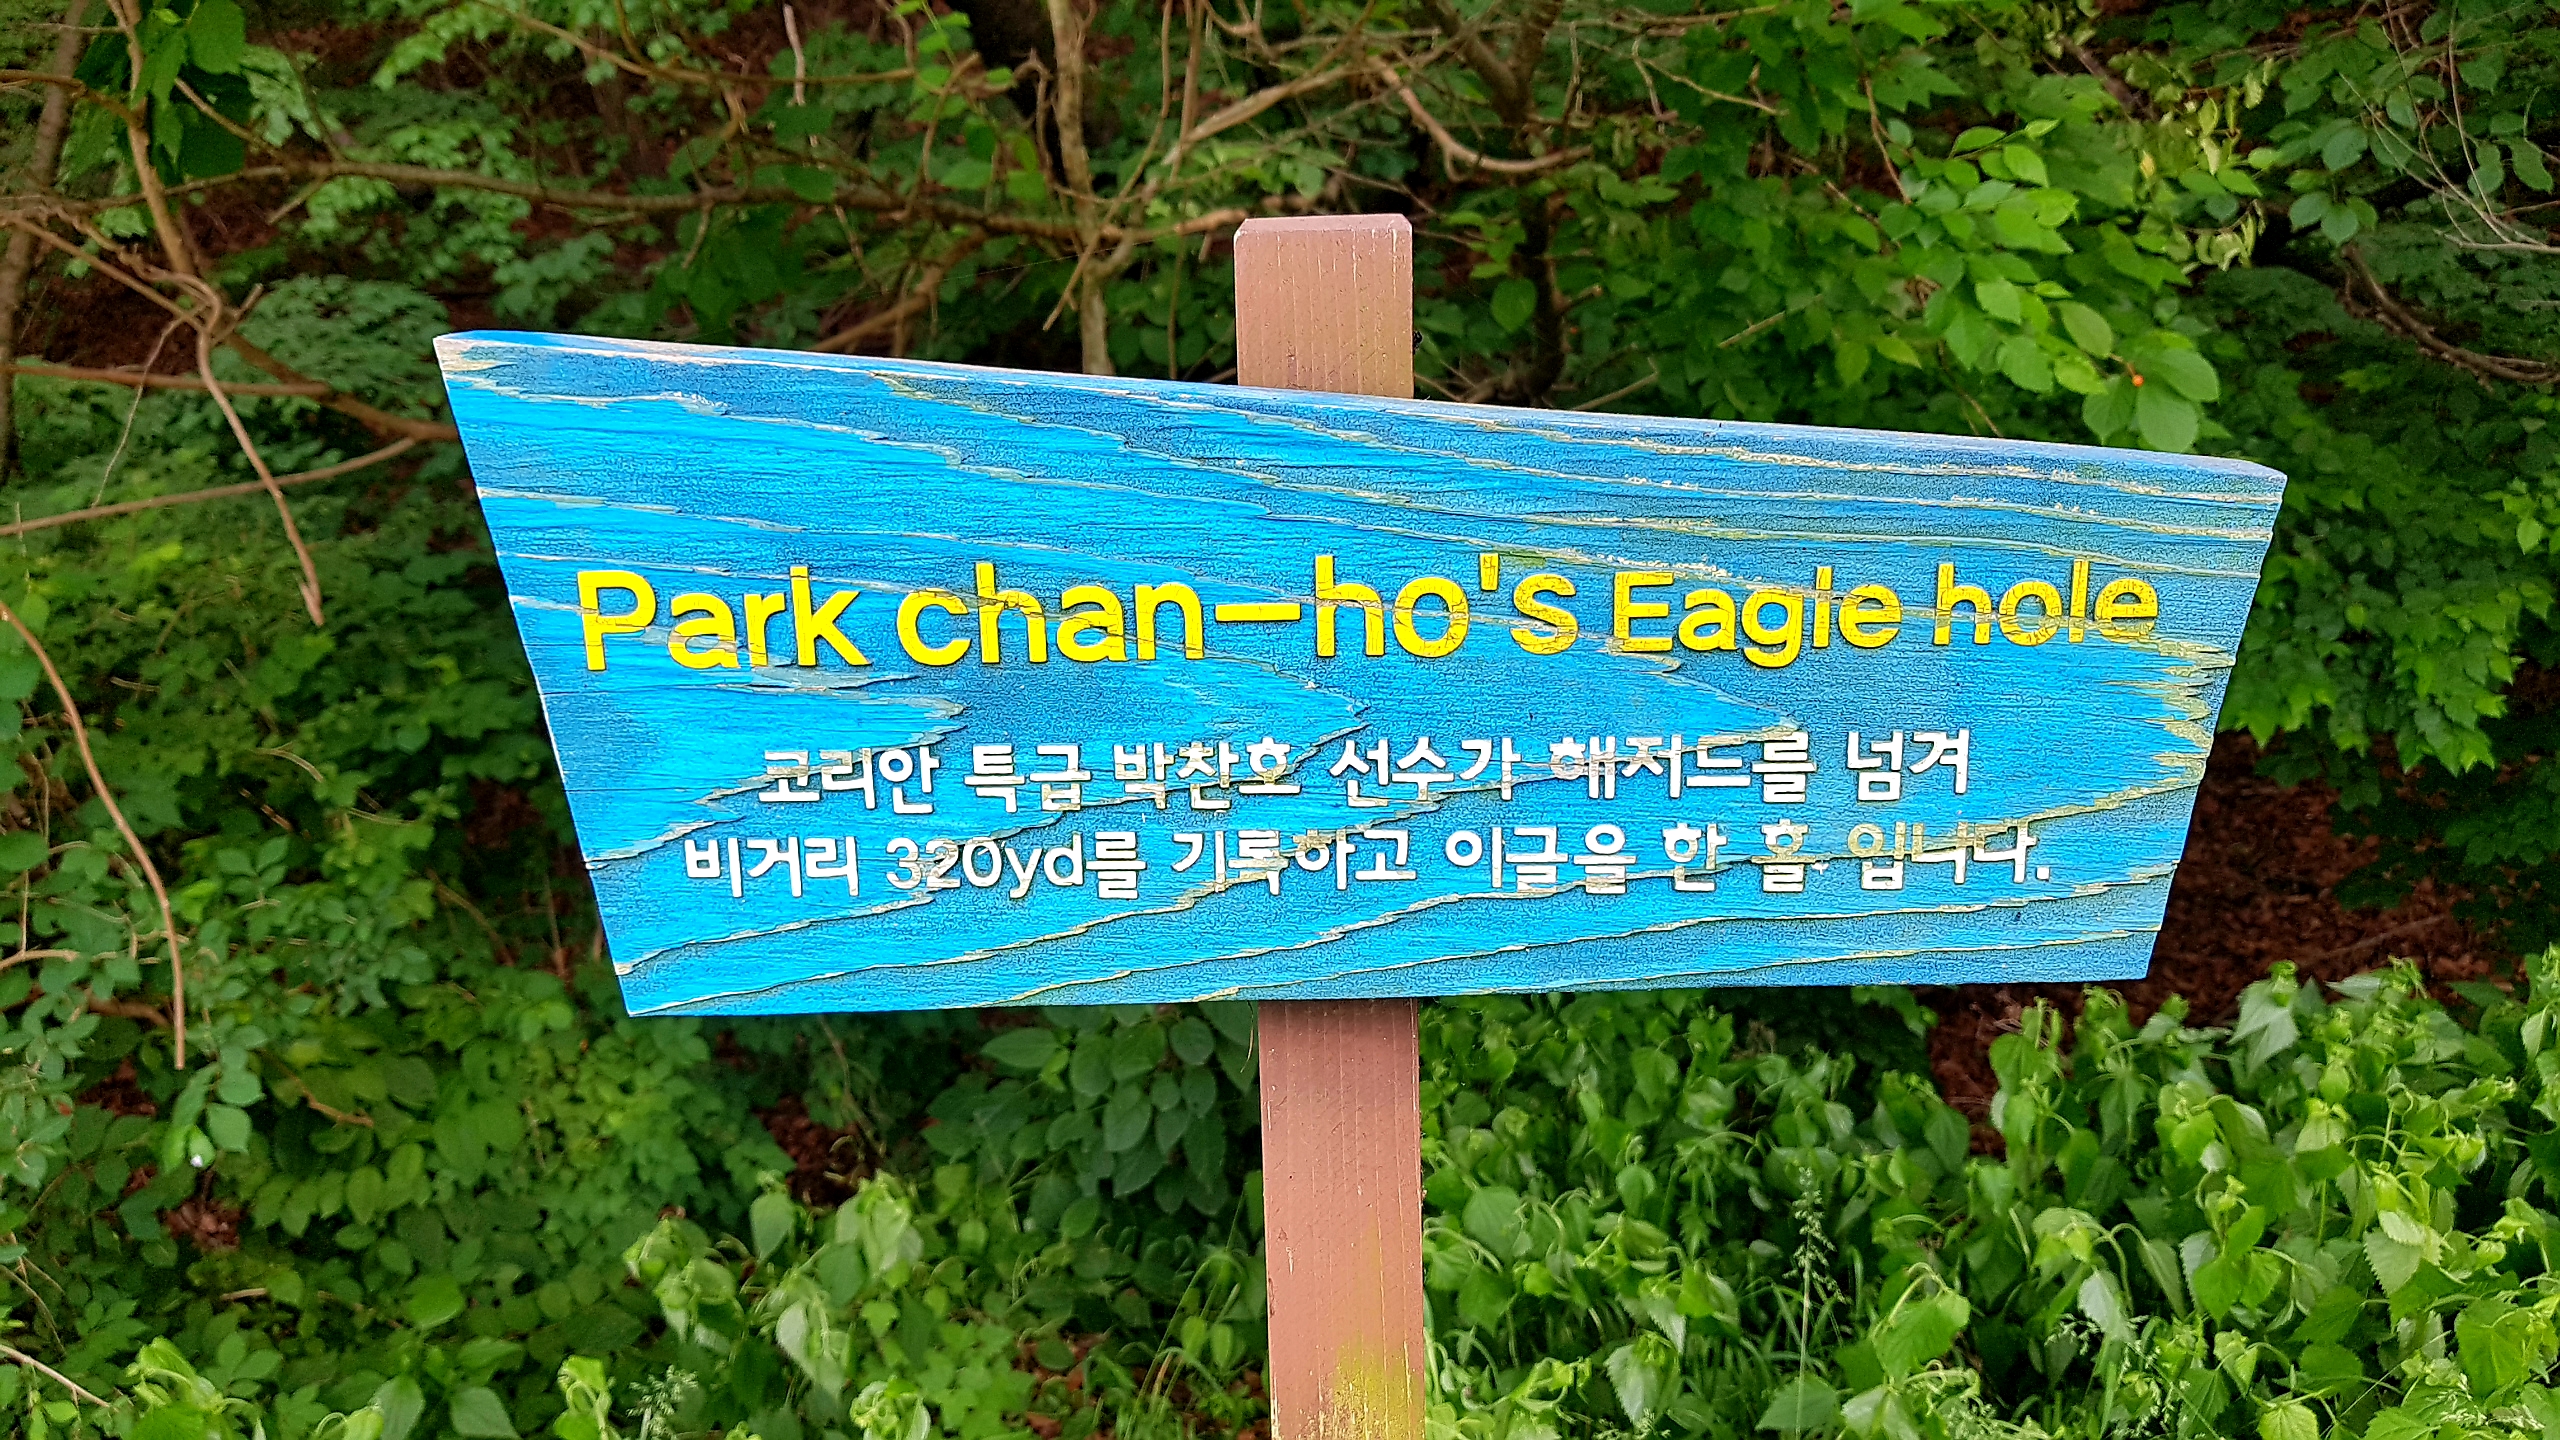 Park chan-ho's Eagle hole
코리안 특급 박찬호 선수가 해저드를 넘겨
비거리 320yd를 기록하고 이글을 한 홀 입니다.